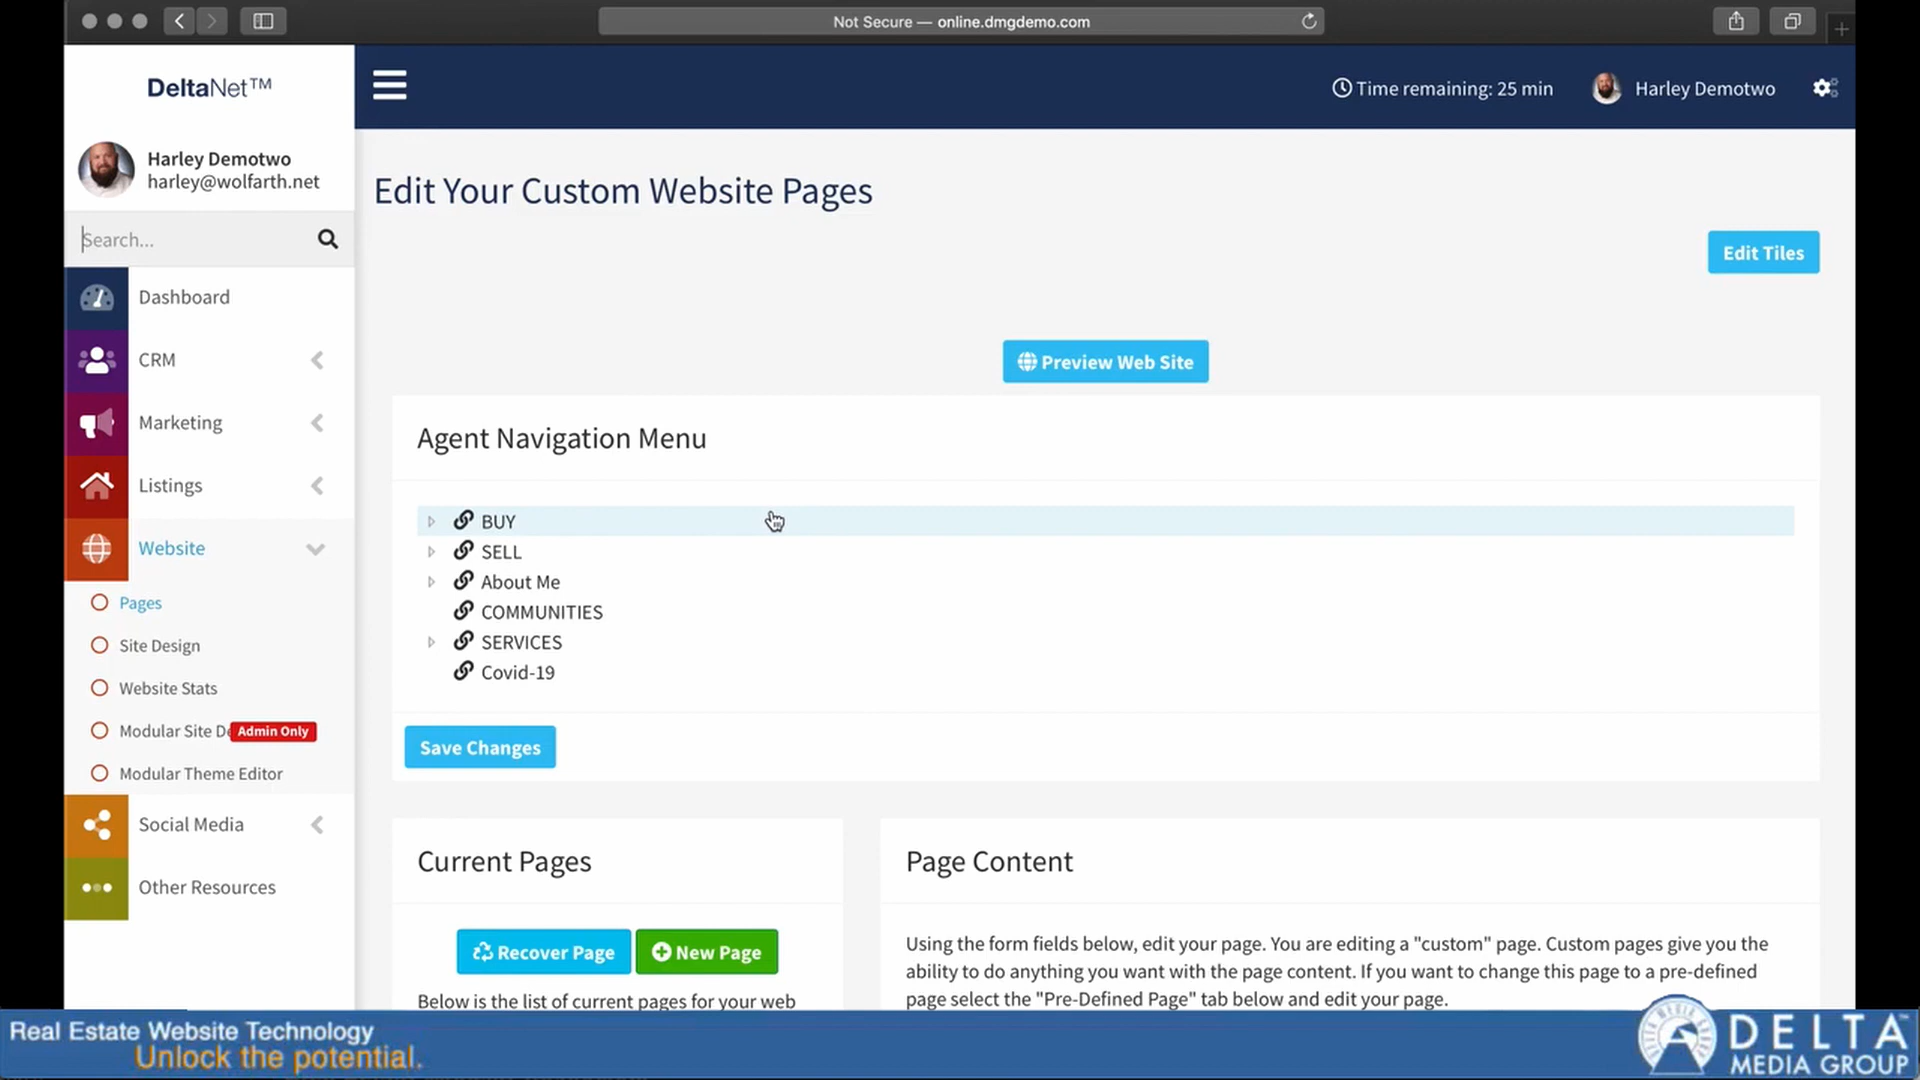 Not Secure — online.dmgdemo.com
DeltaNet™
Time remaining: 25 min
Harley Demotwo
Harley Demotwo
harley@wolfarth.net
Search...
Dashboard
CRM
Marketing
Listings
Website
Pages
Site Design
Website Stats
Modular Site De
Admin Only
Modular Theme Editor
Social Media
Other Resources
Edit Your Custom Website Pages
Edit Tiles
Preview Web Site
Agent Navigation Menu
BUY
SELL
About Me
COMMUNITIES
SERVICES
Covid-19
Save Changes
Current Pages
Recover Page
New Page
Below is the list of current pages for your web
Page Content
Using the form fields below, edit your page. You are editing a "custom" page. Custom pages give you the
ability to do anything you want with the page content. If you want to change this page to a pre-defined
page select the "Pre-Defined Page" tab below and edit your page.
Real Estate Website Technology
Unlock the potential.
DELTA
MEDIA GROUP